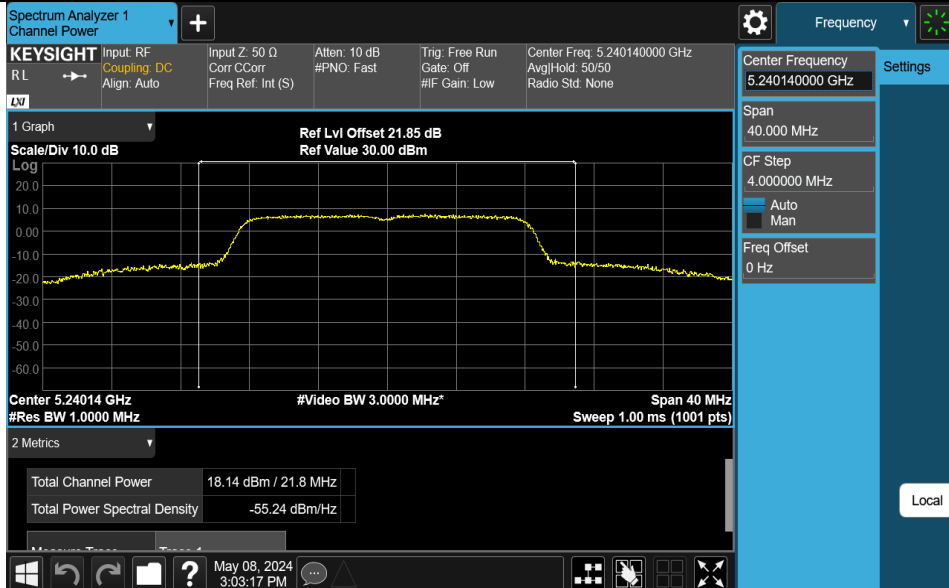 Spectrum Analyzer 1
Channel Power
+
Frequency
KEYSIGHT
R L
LXI
Input: RF
Coupling: DC
Align: Auto
Input Z: 50 Ω
Corr CCorr
Freq Ref: Int (S)
Atten: 10 dB
#PNO: Fast
Trig: Free Run
Gate: Off
#IF Gain: Low
Center Freq: 5.240140000 GHz
Avg|Hold: 50/50
Radio Std: None
Center Frequency
5.240140000 GHz
Settings
Span
40.000 MHz
CF Step
4.000000 MHz
Auto
Man
Freq Offset
0 Hz
1 Graph
Scale/Div 10.0 dB
Ref Lvl Offset 21.85 dB
Ref Value 30.00 dBm
Log
20.0
10.0
0.00
-10.0
-20.0
-30.0
-40.0
-50.0
-60.0
Center 5.24014 GHz
#Res BW 1.0000 MHz
#Video BW 3.0000 MHz*
Span 40 MHz
Sweep 1.00 ms (1001 pts)
2 Metrics
Total Channel Power 18.14 dBm / 21.8 MHz
Total Power Spectral Density -55.24 dBm/Hz
Local
?
May 08, 2024
3:03:17 PM